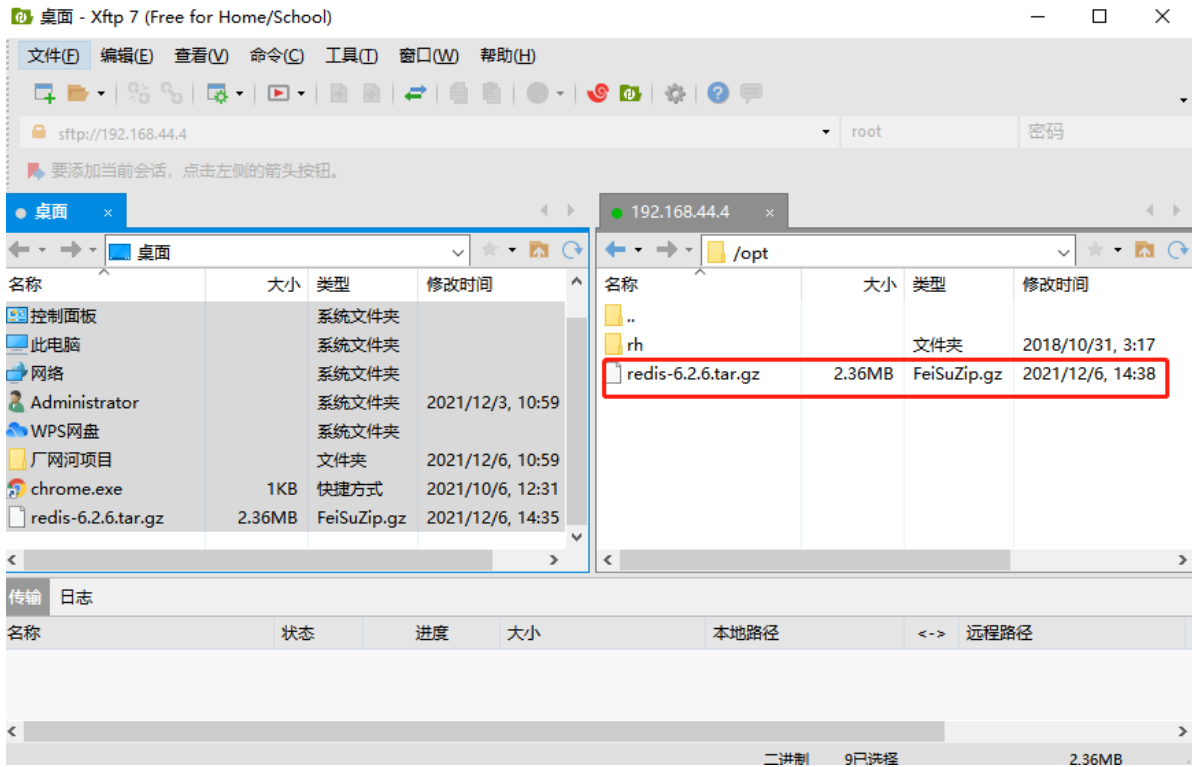 桌面 - Xftp 7 (Free for Home/School)
文件(F) 编辑(E) 查看(V) 命令(C) 工具(T) 窗口(W) 帮助(H)
sftp://192.168.44.4 root 密码
要添加当前会话，点击左侧的箭头按钮。
桌面 × 192.168.44.4 ×
桌面 /opt
名称 大小 类型 修改时间 名称 大小 类型 修改时间
控制面板 系统文件夹 ..
此电脑 系统文件夹 rh 文件夹 2018/10/31, 3:17
网络 系统文件夹 redis-6.2.6.tar.gz 2.36MB FeiSuZip.gz 2021/12/6, 14:38
Administrator 系统文件夹 2021/12/3, 10:59
WPS网盘 系统文件夹
厂网河项目 文件夹 2021/12/6, 10:59
chrome.exe 1KB 快捷方式 2021/10/6, 12:31
redis-6.2.6.tar.gz 2.36MB FeiSuZip.gz 2021/12/6, 14:35
传输 日志
名称 状态 进度 大小 本地路径 <-> 远程路径
二进制 9已选择 2.36MB